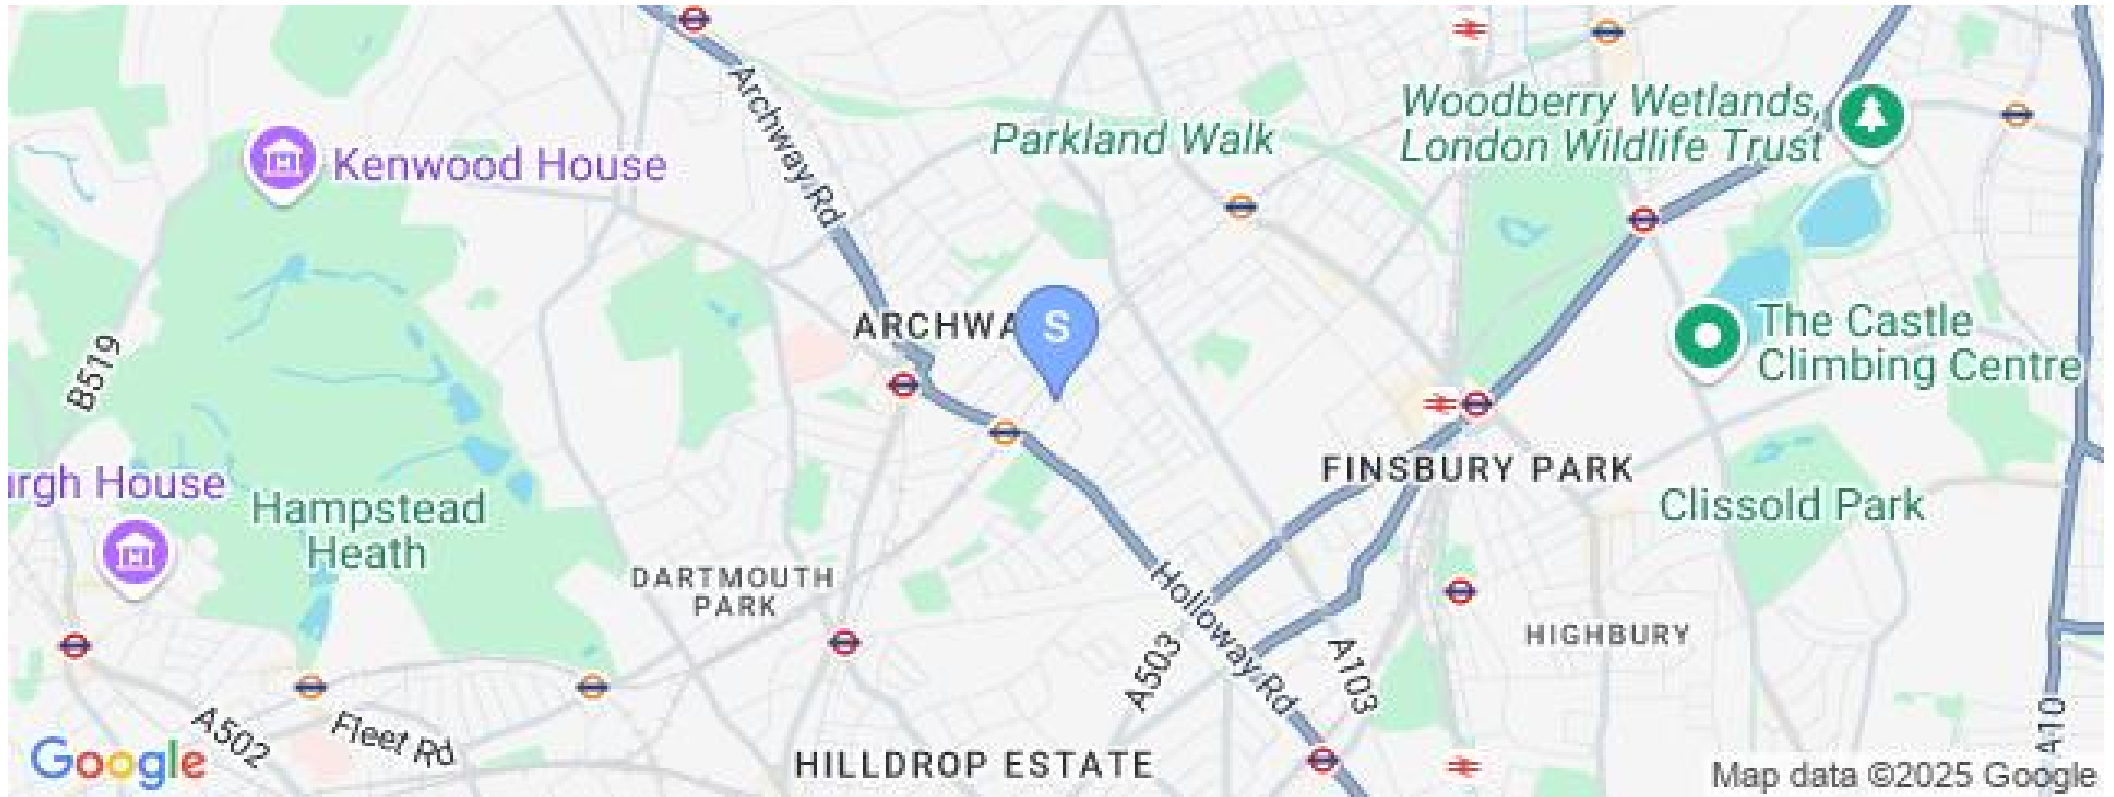 Archway Rd
Parkland Walk
Woodberry Wetlands,
London Wildlife Trust
Kenwood House
ARCHWA
S
The Castle
Climbing Centre
B519
FINSBURY PARK
urgh House
Hampstead
Heath
Clissold Park
DARTMOUTH
PARK
Holloway Rd
HIGHBURY
A503
A103
A502
Fleet Rd
A10
Google
HILLDROP ESTATE
Map data ©2025 Google